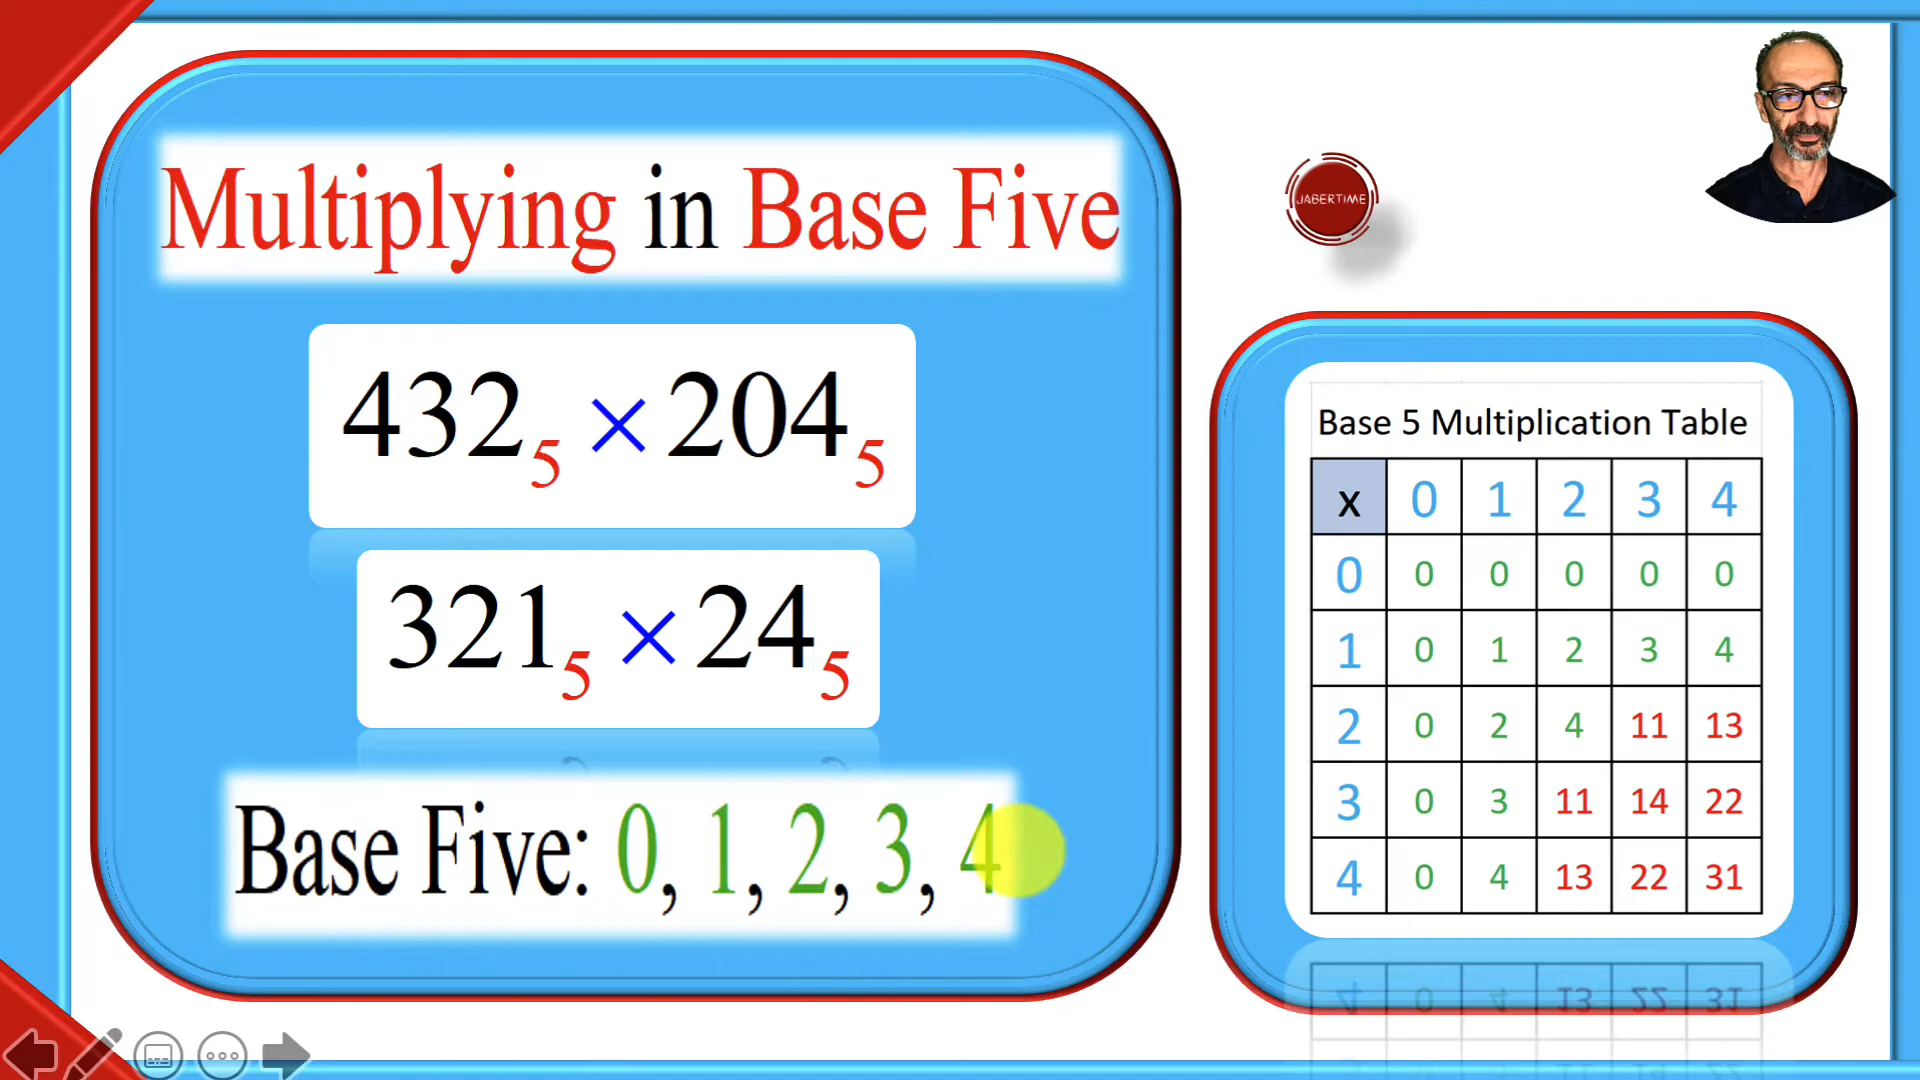 Multiplying in Base Five
JABERTIME
432₅ × 204₅
321₅ × 24₅
Base Five: 0, 1, 2, 3, 4
Base 5 Multiplication Table
x 0 1 2 3 4
0 0 0 0 0 0
1 0 1 2 3 4
2 0 2 4 11 13
3 0 3 11 14 22
4 0 4 13 22 31